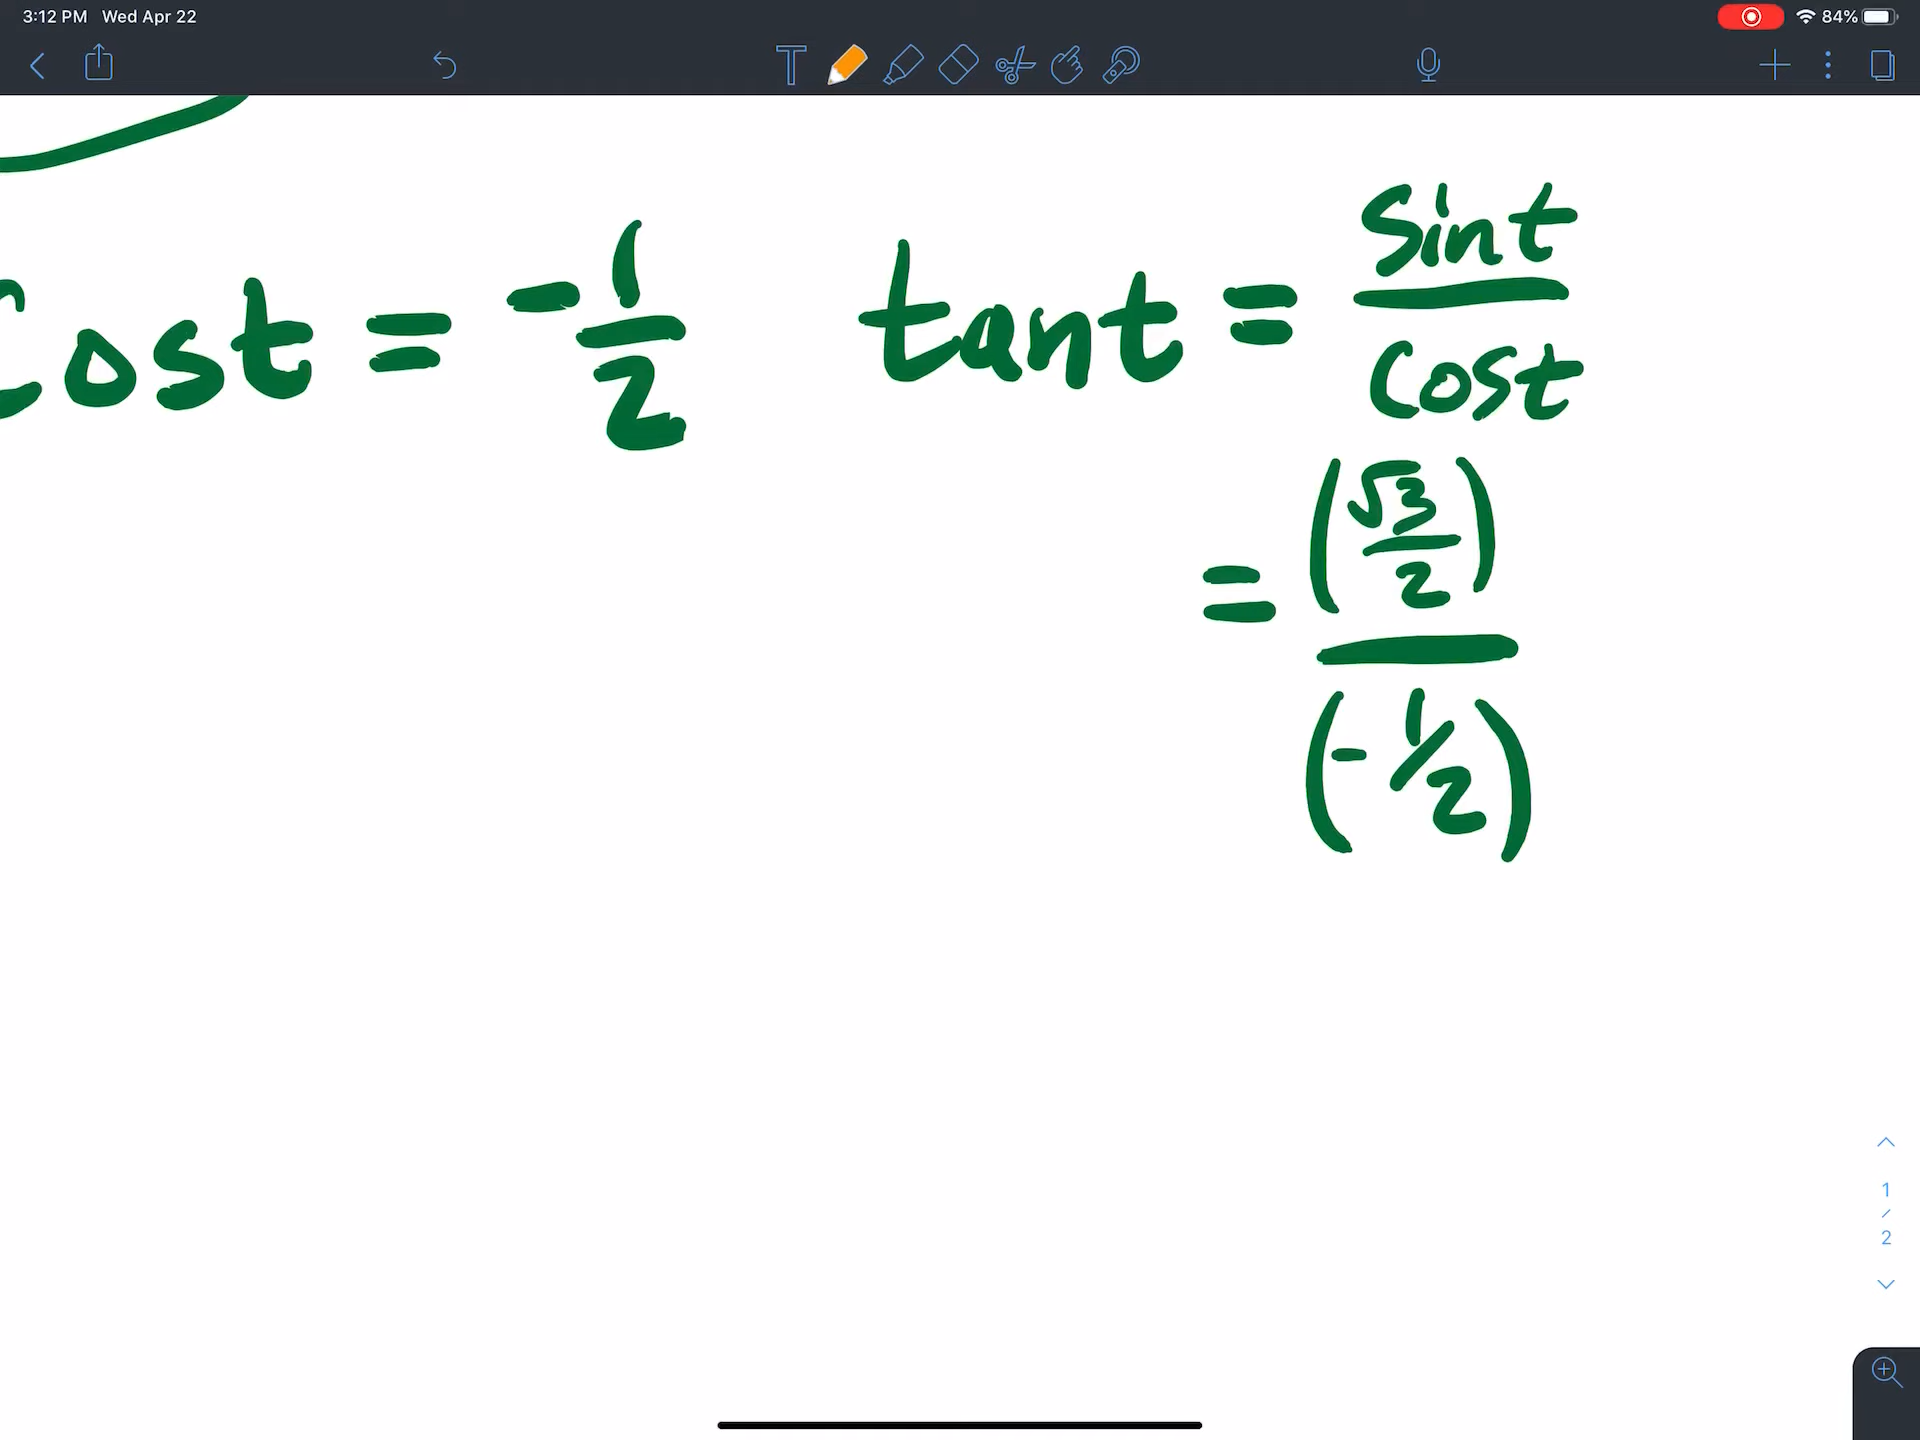 3:12 PM Wed Apr 22
84%
T
Cost = -1/2
tant = sint/cost
= (√3/2)/(-1/2)
1
/
2